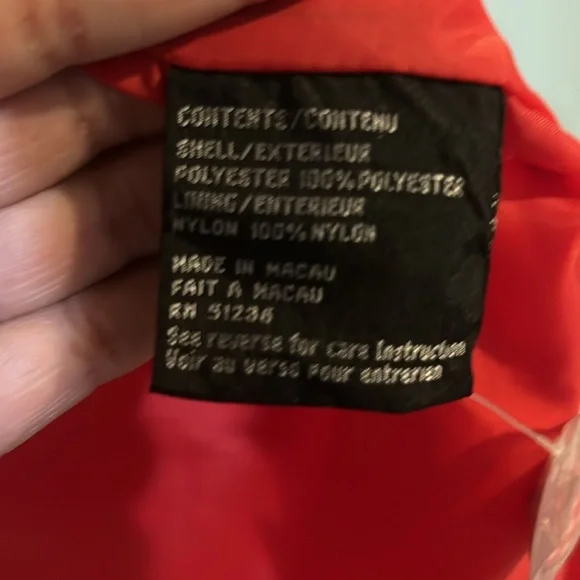 CONTENTS/CONTENU
SHELL/EXTERIEUR
POLYESTER 100% POLYESTER
LINING/ENTERIEUR
NYLON 100% NYLON
MADE IN MACAU
FAIT A MACAU
RN 51236
See reverse for care Instruction
Voir au verso Pour entretien